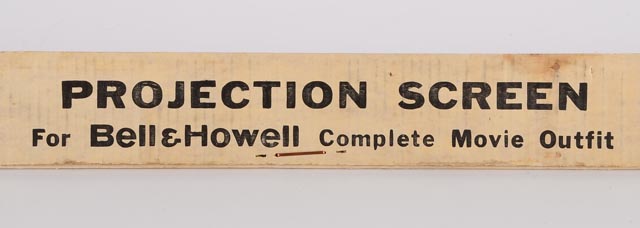 PROJECTION SCREEN
For Bell&Howell Complete Movie Outfit